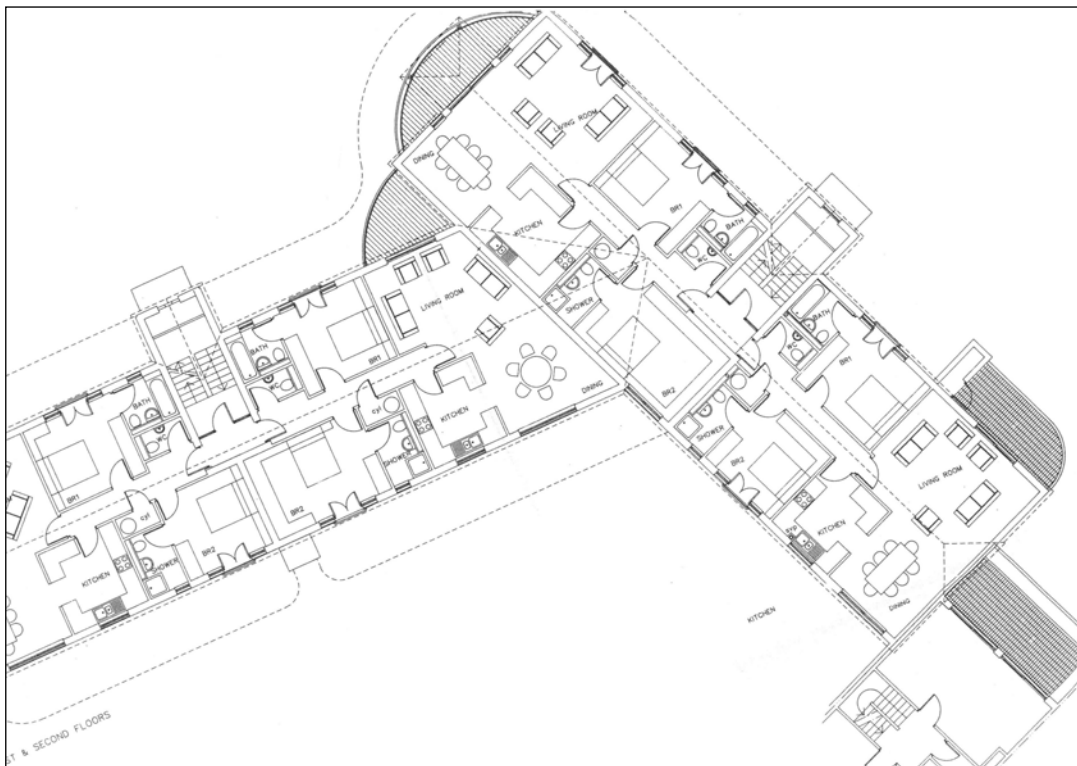 LIVING ROOM
DINING
KITCHEN
BR1
BATH
WC
SHOWER
BR2
BATH
WC
BR1
LIVING ROOM
SHOWER
BR2
KITCHEN
DINING
KITCHEN
LIVING ROOM
DINING
KITCHEN
BATH
WC
BR1
cyl
SHOWER
BR2
BATH
WC
BR1
cyl
BR2
SHOWER
KITCHEN
& SECOND FLOORS